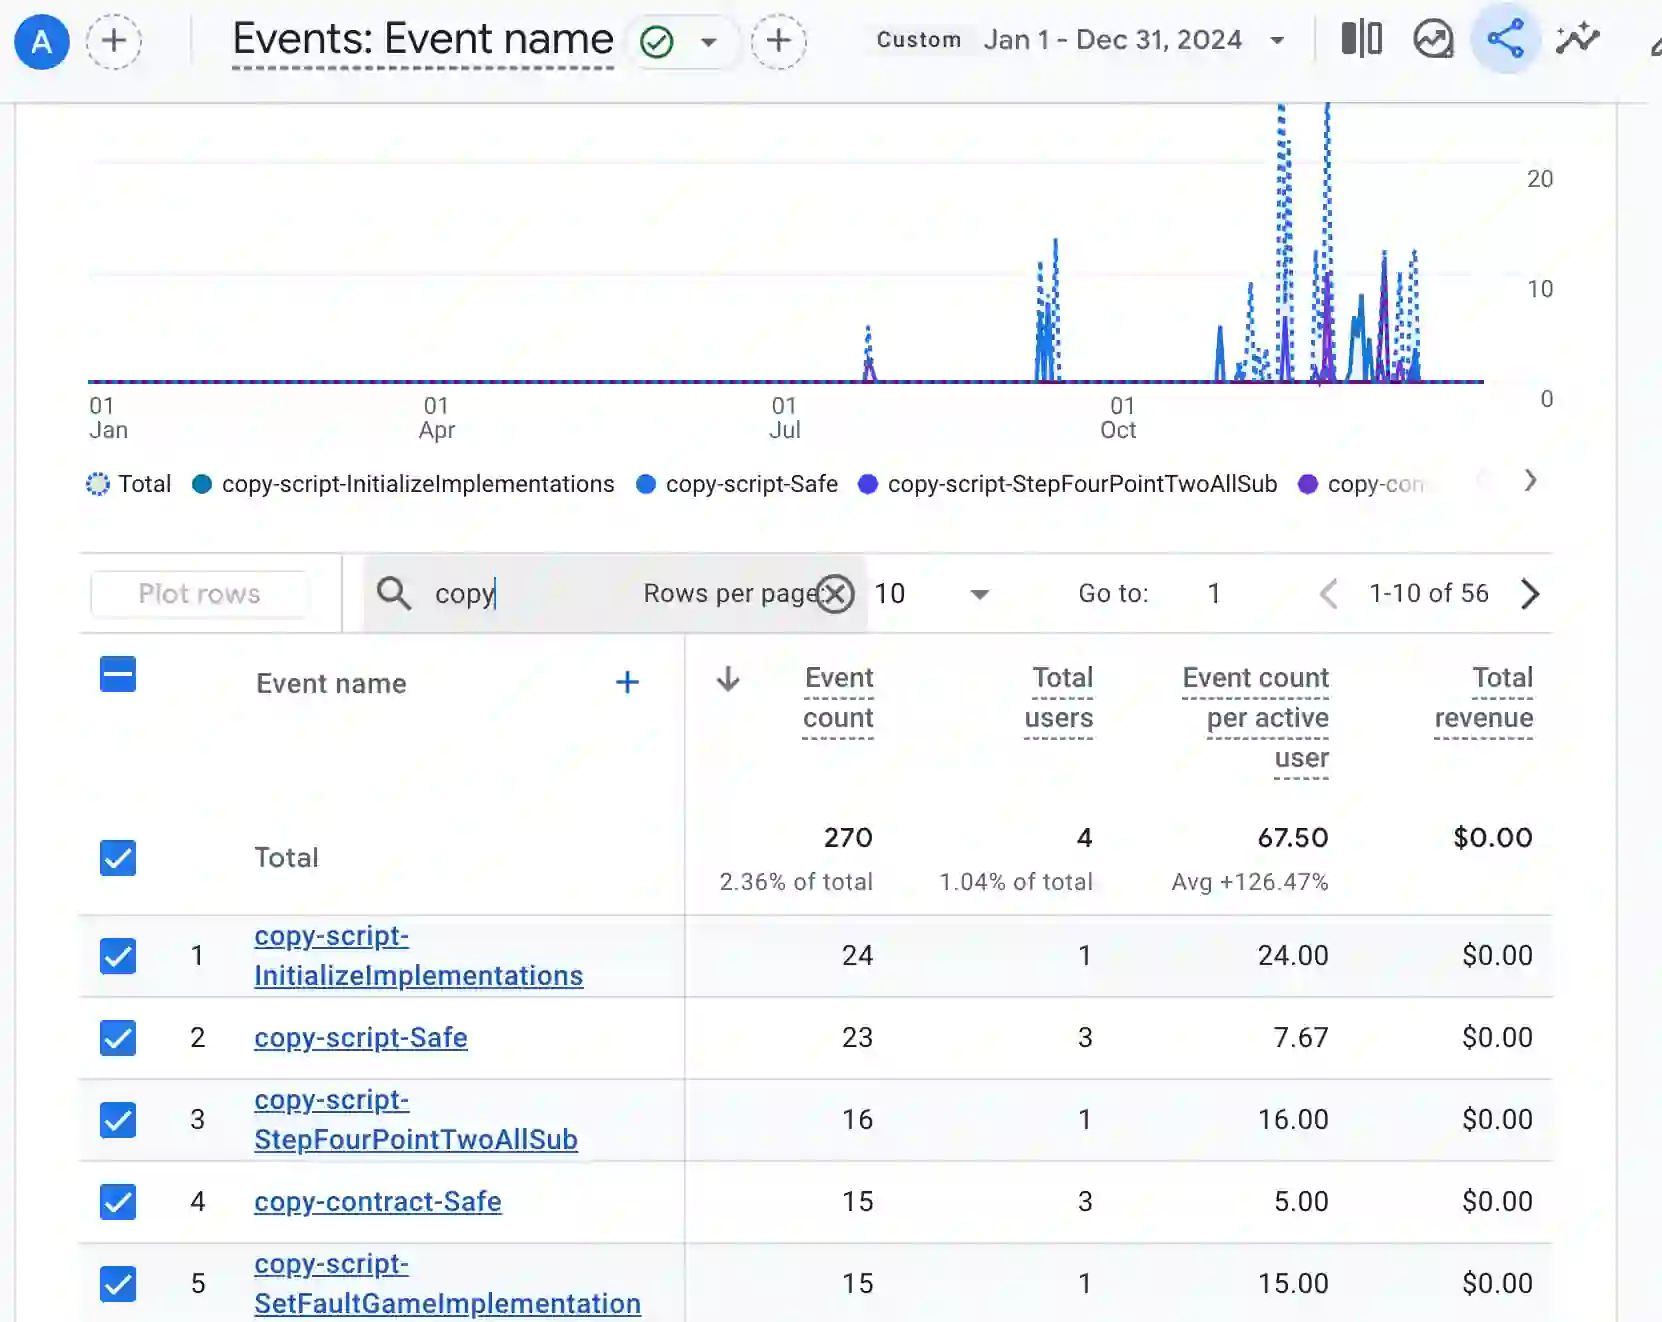 A
Events: Event name
Custom Jan 1 - Dec 31, 2024
20
10
0
01 Jan
01 Apr
01 Jul
01 Oct
Total copy-script-InitializeImplementations copy-script-Safe copy-script-StepFourPointTwoAllSub copy-con
Plot rows copy Rows per page: 10 Go to: 1 1-10 of 56
Event name
Event count
Total users
Event count per active user
Total revenue
Total 270 4 67.50 $0.00
2.36% of total 1.04% of total Avg +126.47%
1 copy-script-InitializeImplementations 24 1 24.00 $0.00
2 copy-script-Safe 23 3 7.67 $0.00
3 copy-script-StepFourPointTwoAllSub 16 1 16.00 $0.00
4 copy-contract-Safe 15 3 5.00 $0.00
5 copy-script-SetFaultGameImplementation 15 1 15.00 $0.00